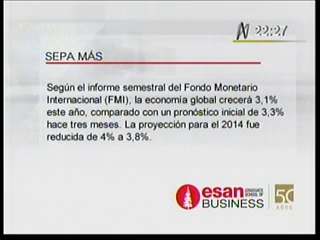 N 22:27
SEPA MÁS
Según el informe semestral del Fondo Monetario
Internacional (FMI), la economía global crecerá 3,1%
este año, comparado con un pronóstico inicial de 3,3%
hace tres meses. La proyección para el 2014 fue
reducida de 4% a 3,8%.
esan GRADUATE SCHOOL OF BUSINESS
50 AÑOS